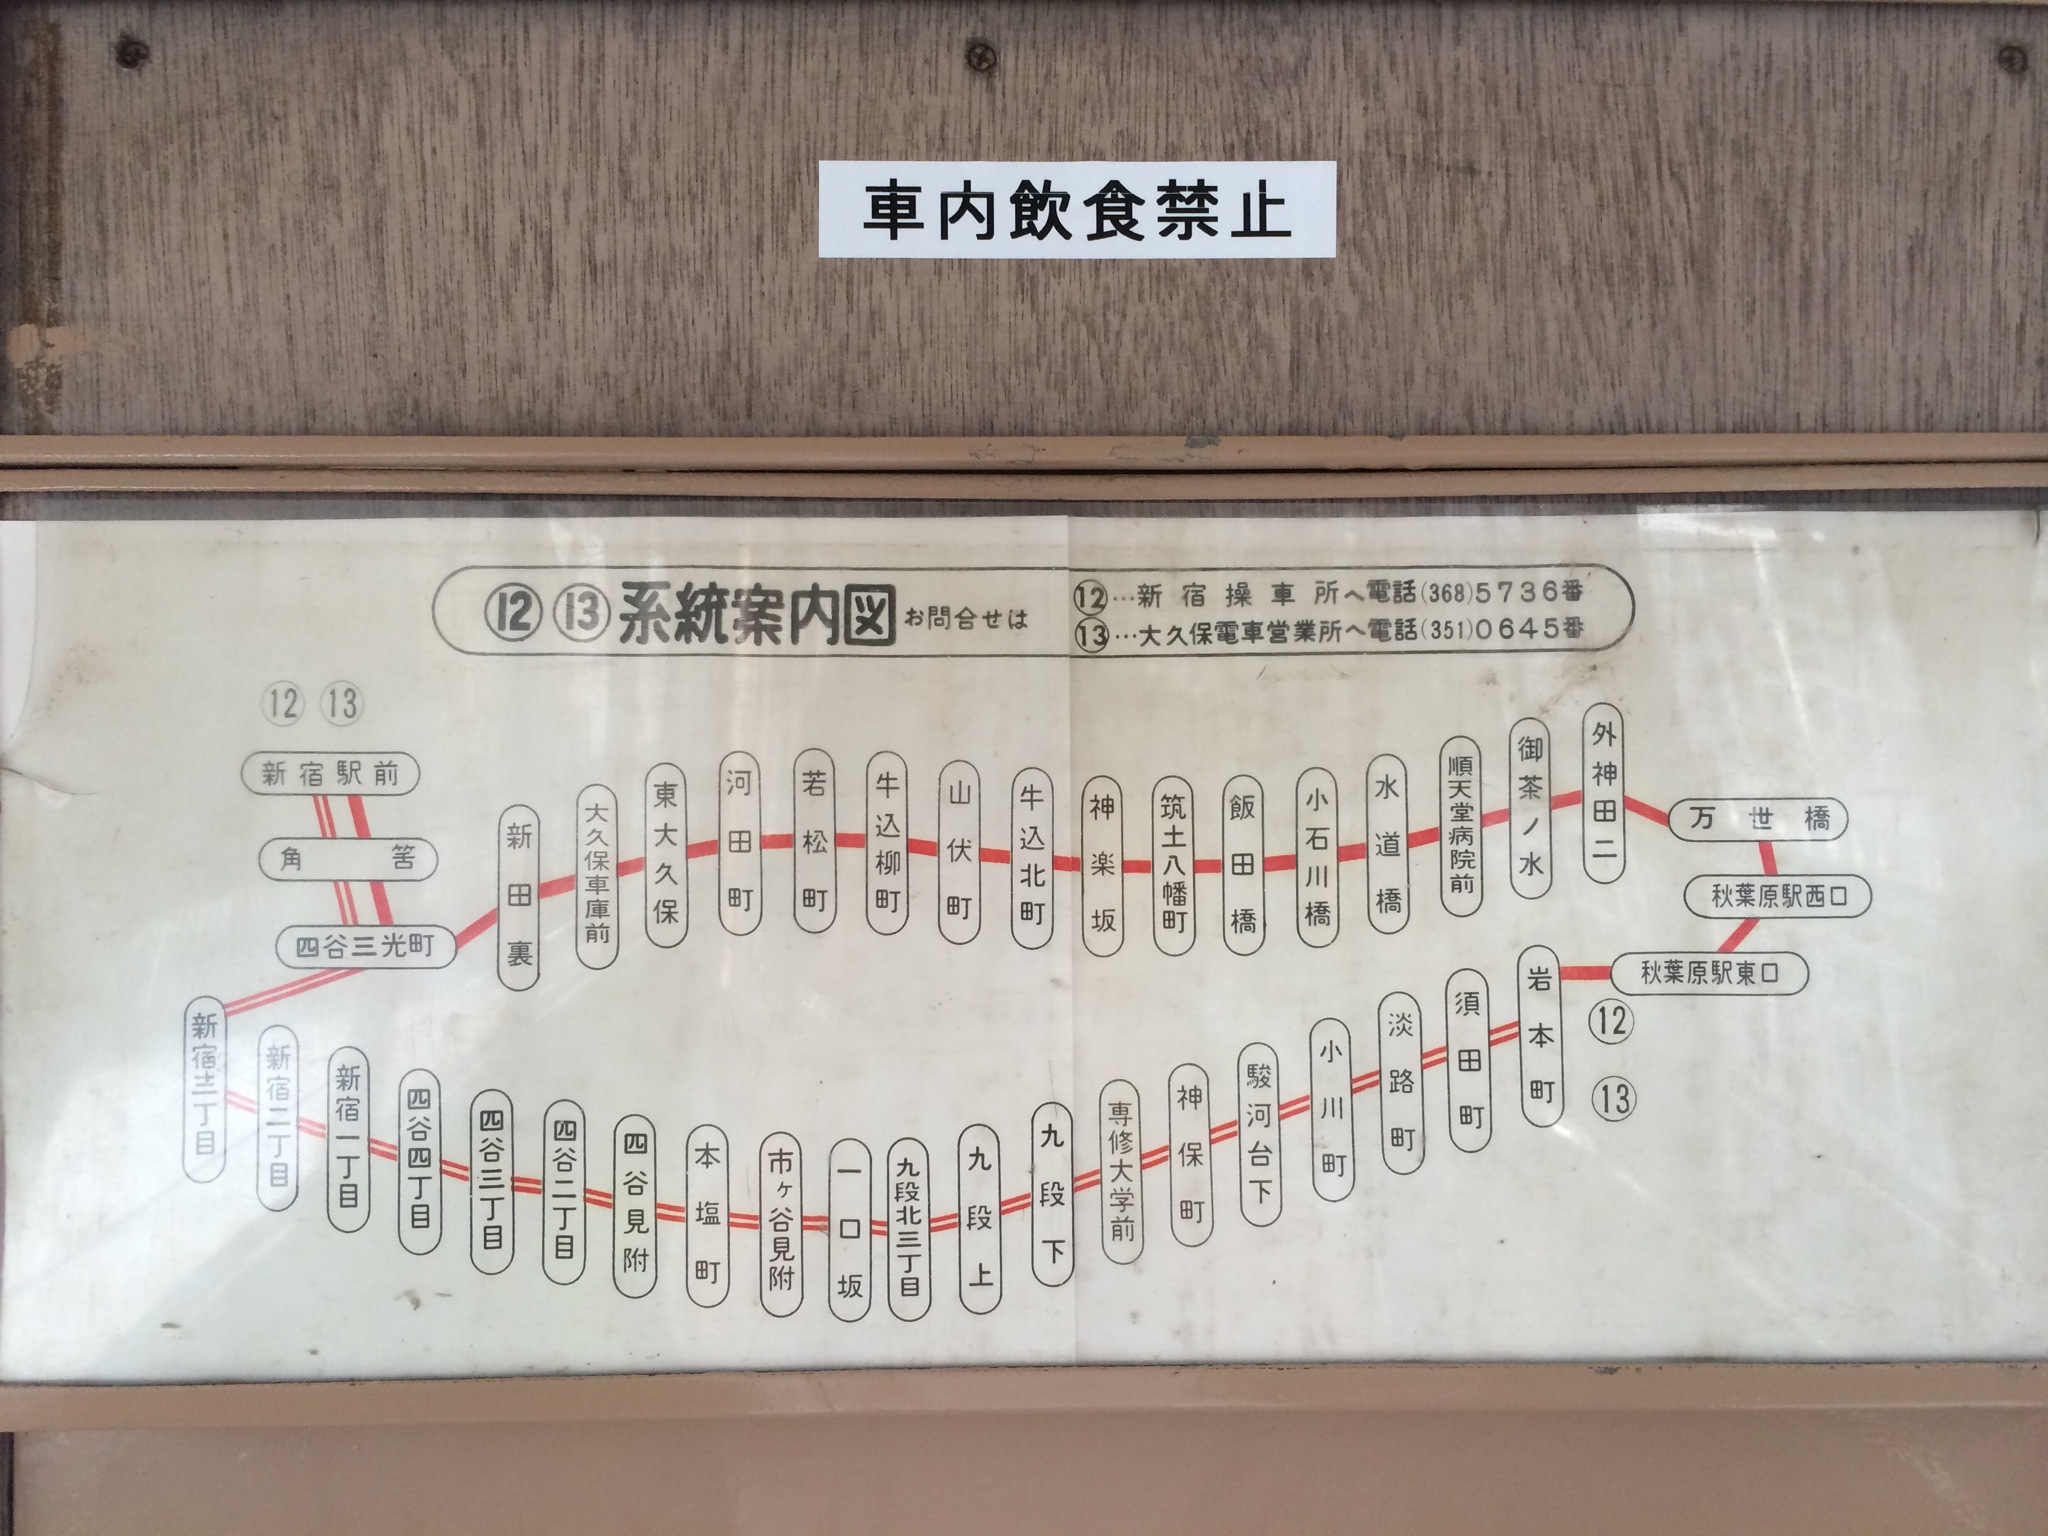 車内飲食禁止
⑫⑬系統案内図 お問合せは
⑫…新宿操車所へ電話(368)5736番
⑬…大久保電車営業所へ電話(351)0645番
⑫ ⑬
新宿駅前
角筈
四谷三光町
新田裏
大久保車庫前
東大久保
河田町
若松町
牛込柳町
山伏町
牛込北町
神楽坂
筑土八幡町
飯田橋
小石川橋
水道橋
順天堂病院前
御茶ノ水
外神田二
万世橋
秋葉原駅西口
秋葉原駅東口
⑫
⑬
新宿三丁目
新宿二丁目
新宿一丁目
四谷四丁目
四谷三丁目
四谷二丁目
四谷見附
本塩町
市ヶ谷見附
一口坂
九段北三丁目
九段上
九段下
専修大学前
神保町
駿河台下
小川町
淡路町
須田町
岩本町